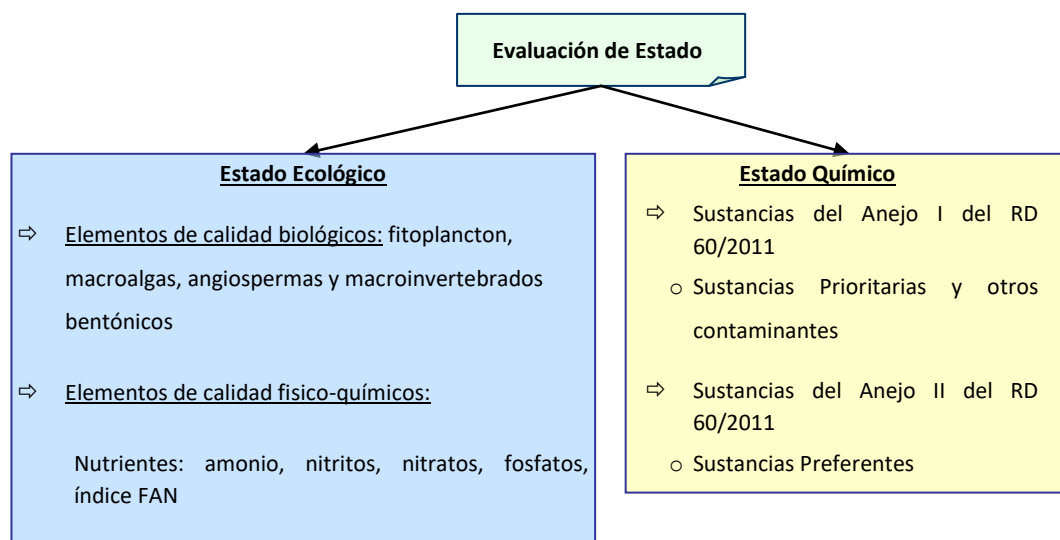 Evaluación de Estado
Estado Ecológico
⇨ Elementos de calidad biológicos: fitoplancton,
macroalgas, angiospermas y macroinvertebrados
bentónicos
⇨ Elementos de calidad fisico-químicos:
Nutrientes: amonio, nitritos, nitratos, fosfatos,
índice FAN
Estado Químico
⇨ Sustancias del Anejo I del RD
60/2011
o Sustancias Prioritarias y otros
contaminantes
⇨ Sustancias del Anejo II del RD
60/2011
o Sustancias Preferentes